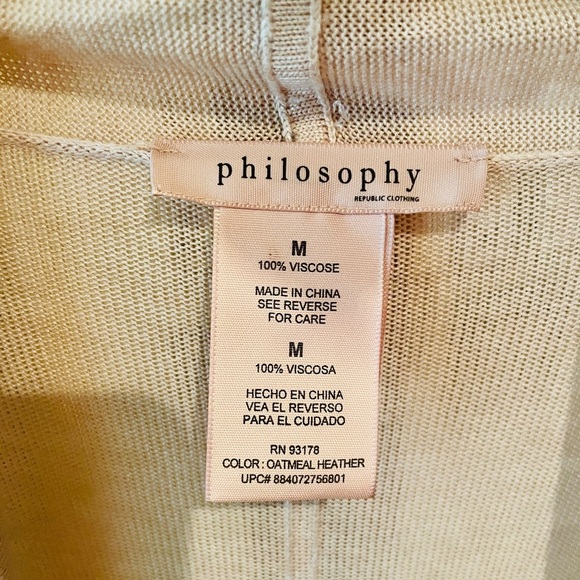 philosophy
REPUBLIC CLOTHING
M
100% VISCOSE
MADE IN CHINA
SEE REVERSE
FOR CARE
M
100% VISCOSA
HECHO EN CHINA
VEA EL REVERSO
PARA EL CUIDADO
RN 93178
COLOR : OATMEAL HEATHER
UPC# 884072756801